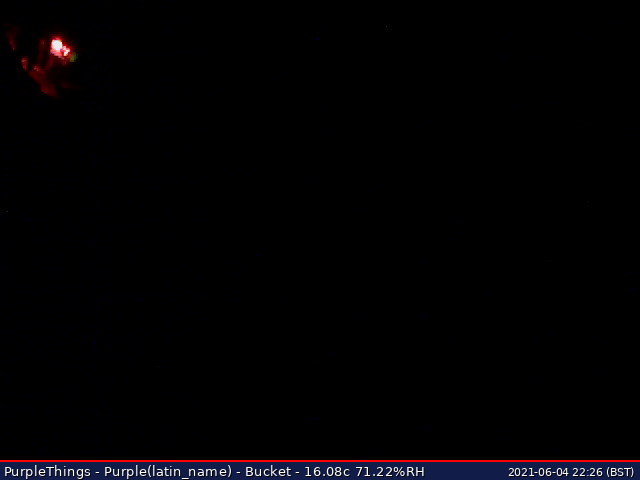 PurpleThings - Purple(latin_name) - Bucket - 16.08c 71.22%RH
2021-06-04 22:26 (BST)